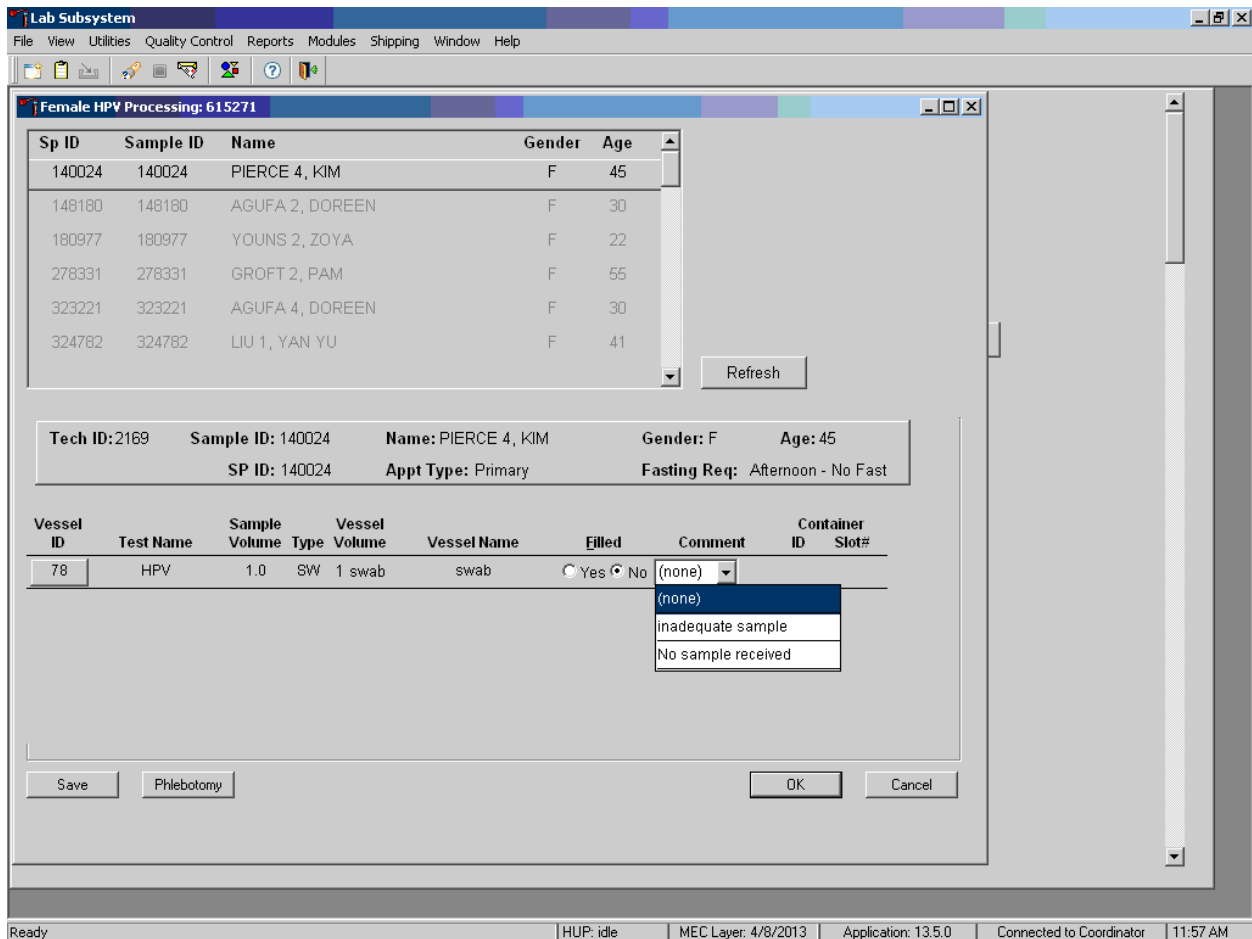 Lab Subsystem
File View Utilities Quality Control Reports Modules Shipping Window Help
Female HPV Processing: 615271
Sp ID Sample ID Name Gender Age
140024 140024 PIERCE 4, KIM F 45
148180 148180 AGUFA 2, DOREEN F 30
180977 180977 YOUNS 2, ZOYA F 22
278331 278331 GROFT 2, PAM F 55
323221 323221 AGUFA 4, DOREEN F 30
324782 324782 LIU 1, YAN YU F 41
Refresh
Tech ID: 2169 Sample ID: 140024 Name: PIERCE 4, KIM Gender: F Age: 45
SP ID: 140024 Appt Type: Primary Fasting Req: Afternoon - No Fast
Vessel Sample Vessel Container
ID Test Name Volume Type Volume Vessel Name Filled Comment ID Slot#
78 HPV 1.0 SW 1 swab swab Yes No (none)
(none)
inadequate sample
No sample received
Save Phlebotomy OK Cancel
Ready HUP: idle MEC Layer: 4/8/2013 Application: 13.5.0 Connected to Coordinator 11:57 AM